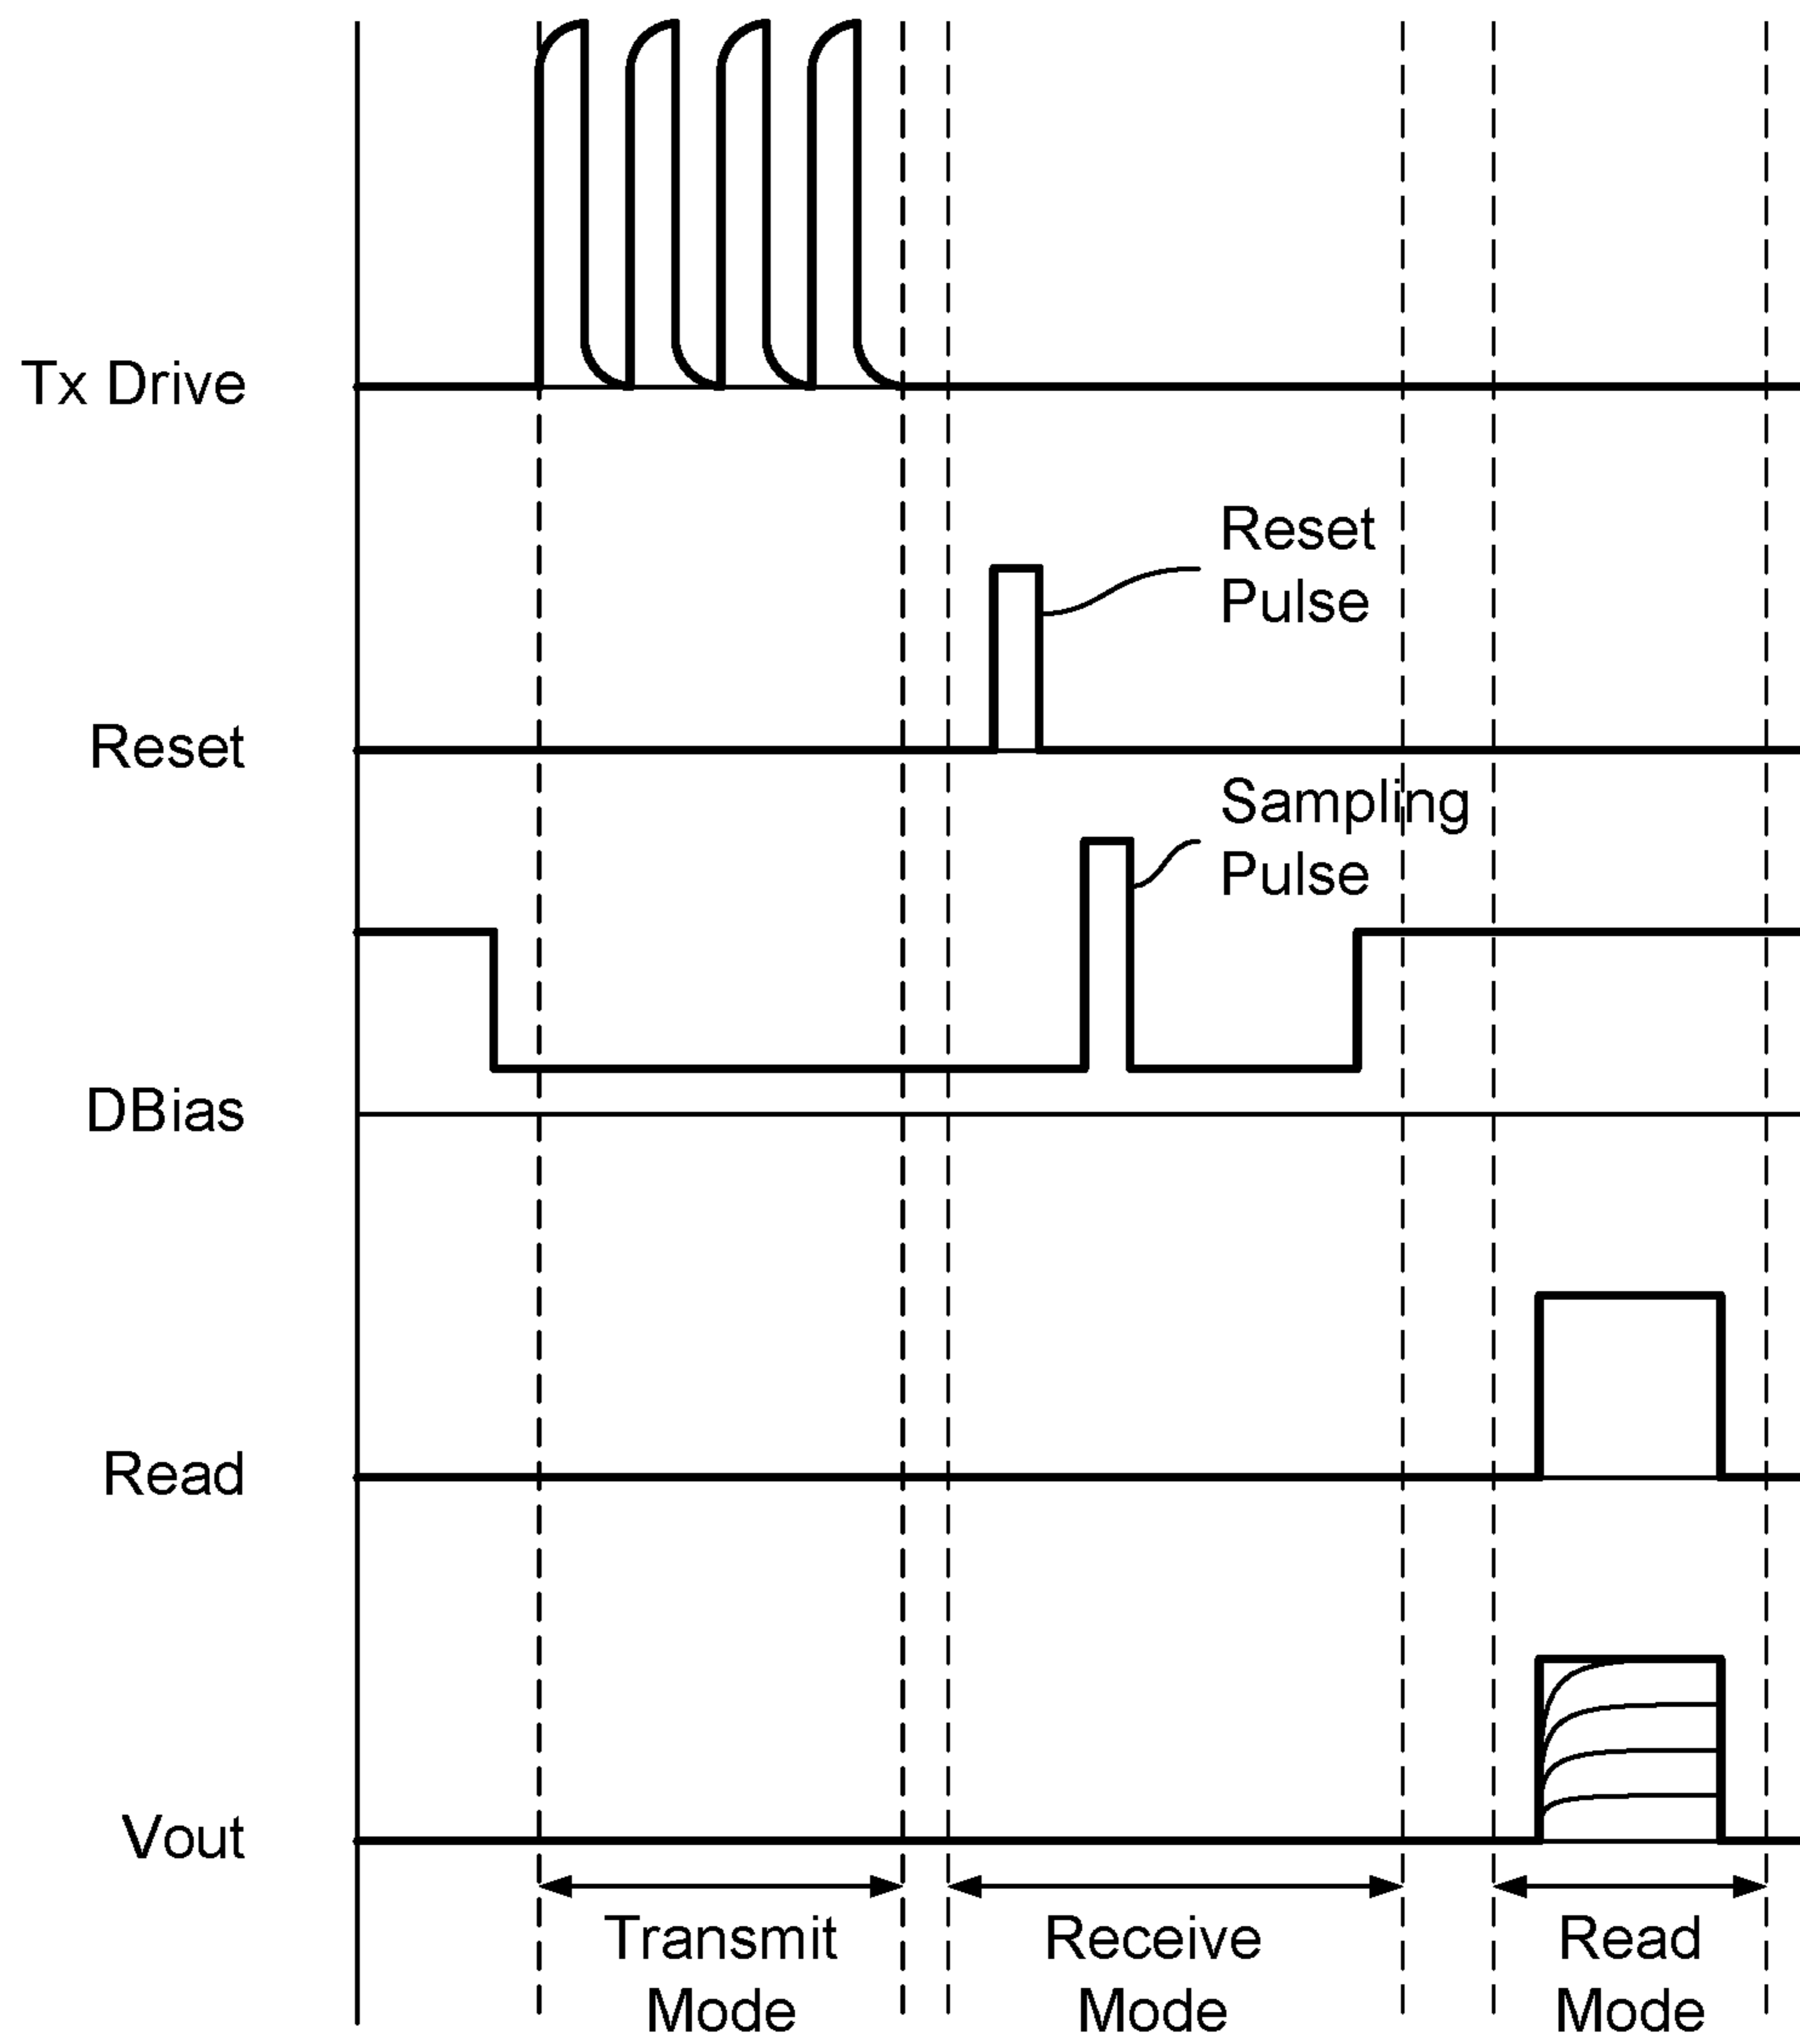 Tx Drive
Reset
Pulse
Reset
Sampling
Pulse
DBias
Read
Vout
Transmit
Mode
Receive
Mode
Read
Mode